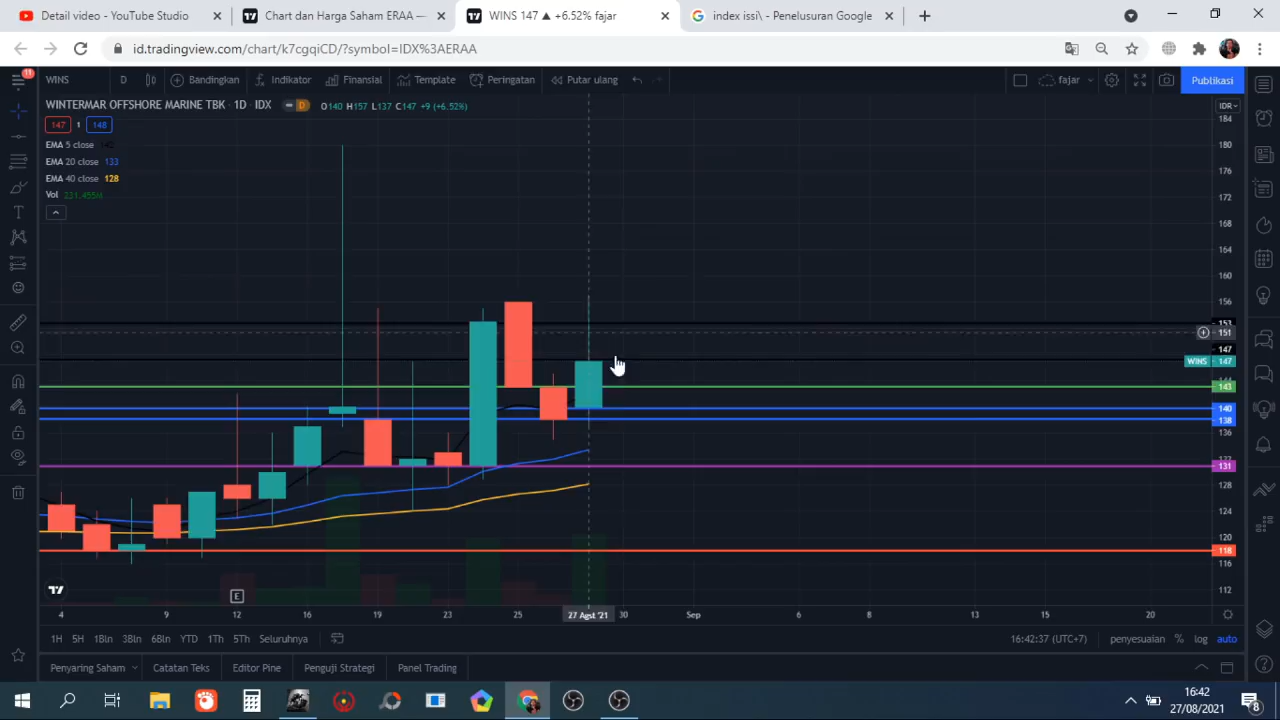 Detail video - YouTube Studio
Chart dan Harga Saham ERAA —
WINS 147 ▲ +6.52% fajar
index issi\ - Penelusuran Google
id.tradingview.com/chart/k7cgqiCD/?symbol=IDX%3AERAA
11
WINS
D
Bandingkan
Indikator
Finansial
Template
Peringatan
Putar ulang
fajar
Publikasi
WINTERMAR OFFSHORE MARINE TBK · 1D · IDX
D
O140 H157 L137 C147 +9 (+6.52%)
IDR
147
1
148
EMA 5 close
EMA 20 close 133
EMA 40 close 128
Vol 231.455M
184
180
176
172
168
164
160
156
153
151
147
WINS 147
143
140
138
136
131
128
124
120
118
116
112
E
4
9
12
16
19
23
25
27 Agst '21
30
Sep
6
8
13
15
20
1H
5H
1Bln
3Bln
6Bln
YTD
1Th
5Th
Seluruhnya
16:42:37 (UTC+7)
penyesuaian
%
log
auto
Penyaring Saham
Catatan Teks
Editor Pine
Penguji Strategi
Panel Trading
16:42
27/08/2021
8